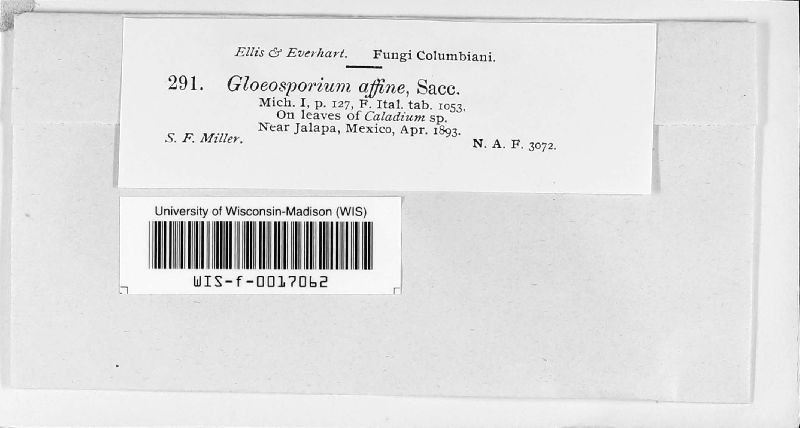 Ellis & Everhart. Fungi Columbiani.
291. Gloeosporium affine, Sacc.
Mich. I, p. 127, F. Ital. tab. 1053.
On leaves of Caladium sp.
Near Jalapa, Mexico, Apr. 1893.
S. F. Miller. N. A. F. 3072.
University of Wisconsin-Madison (WIS)
WIS-f-0017062